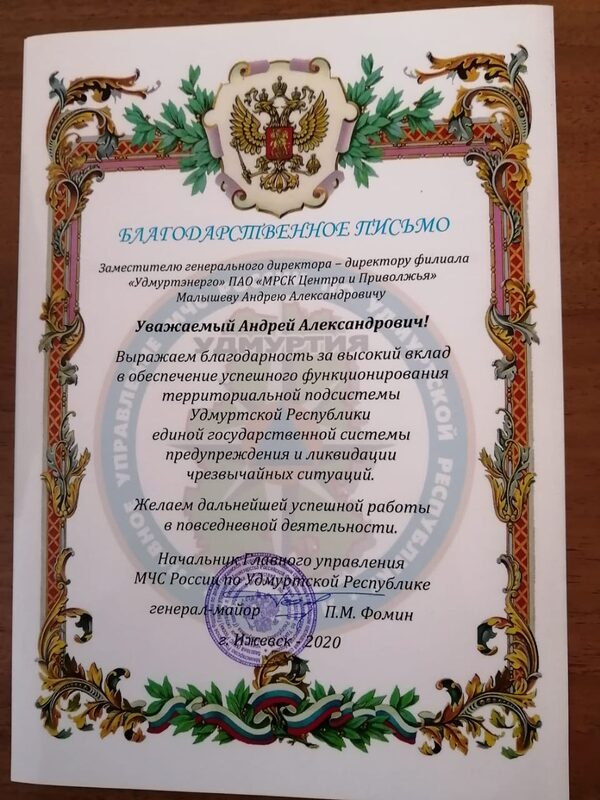 БЛАГОДАРСТВЕННОЕ ПИСЬМО
Заместителю генерального директора – директору филиала
«Удмуртэнерго» ПАО «МРСК Центра и Приволжья»
Малышеву Андрею Александровичу
Уважаемый Андрей Александрович!
УДМУРТИЯ
Выражаем благодарность за высокий вклад
в обеспечение успешного функционирования
территориальной подсистемы
Удмуртской Республики
единой государственной системы
предупреждения и ликвидации
чрезвычайных ситуаций.
Желаем дальнейшей успешной работы
в повседневной деятельности.
Начальник Главного управления
МЧС России по Удмуртской Республике
генерал-майор П.М. Фомин
г. Ижевск 2020